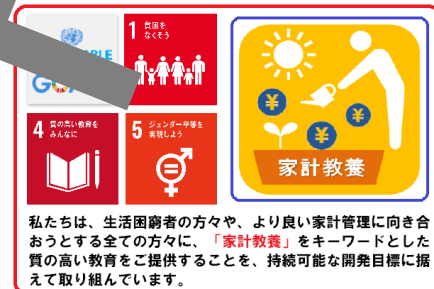 ABLE
G
1 貧困を
なくそう
4 質の高い教育を
みんなに
5 ジェンダー平等を
実現しよう
¥
¥
¥
家計教養
私たちは、生活困窮者の方々や、より良い家計管理に向き合
おうとする全ての方々に、「家計教養」をキーワードとした
質の高い教育をご提供することを、持続可能な開発目標に据
えて取り組んでいます。